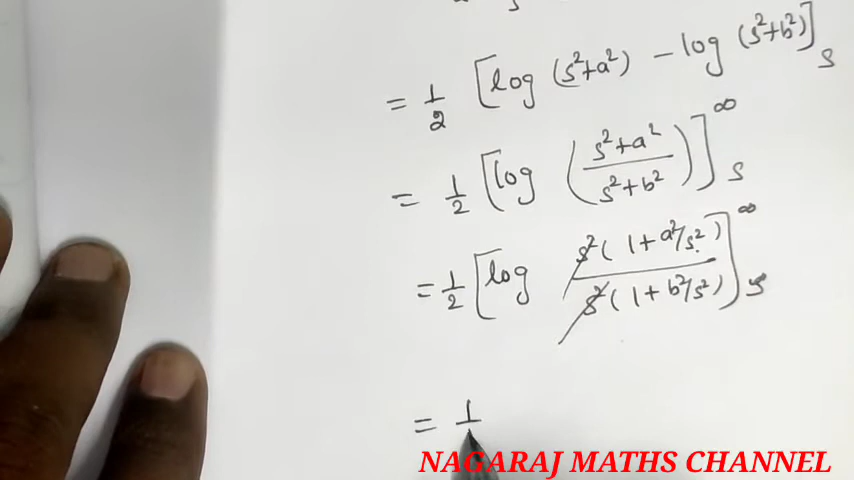 s
= 1/2 [log (s²+a²) - log (s²+b²)]s
= 1/2 [log ((s²+a²)/(s²+b²))]s^∞
= 1/2 [log s²(1+a²/s²)/s²(1+b²/s²)]s^∞
= 1
NAGARAJ MATHS CHANNEL